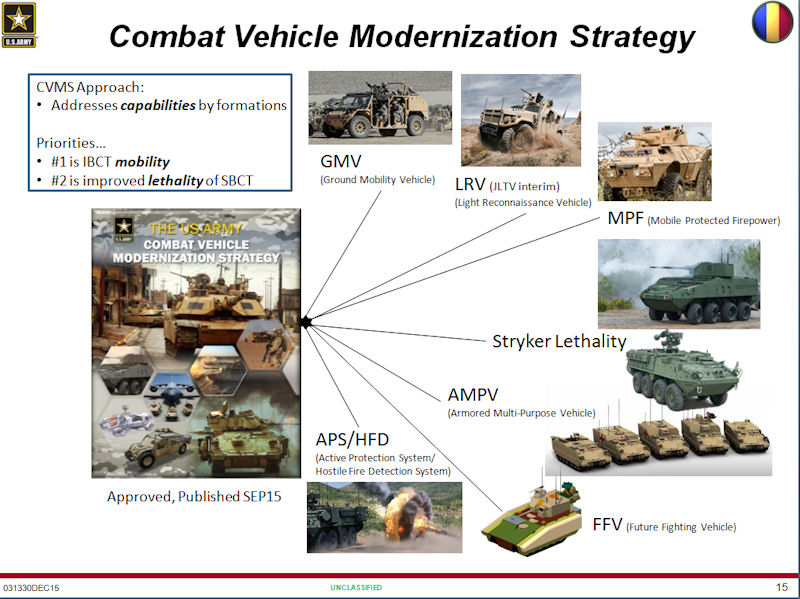 Combat Vehicle Modernization Strategy
U.S. ARMY
CVMS Approach:
• Addresses capabilities by formations
Priorities...
• #1 is IBCT mobility
• #2 is improved lethality of SBCT
GMV
(Ground Mobility Vehicle)
LRV (JLTV interim)
(Light Reconnaissance Vehicle)
MPF (Mobile Protected Firepower)
THE US ARMY
COMBAT VEHICLE
MODERNIZATION STRATEGY
Stryker Lethality
AMPV
(Armored Multi-Purpose Vehicle)
APS/HFD
(Active Protection System/
Hostile Fire Detection System)
Approved, Published SEP15
FFV (Future Fighting Vehicle)
031330DEC15
UNCLASSIFIED
15